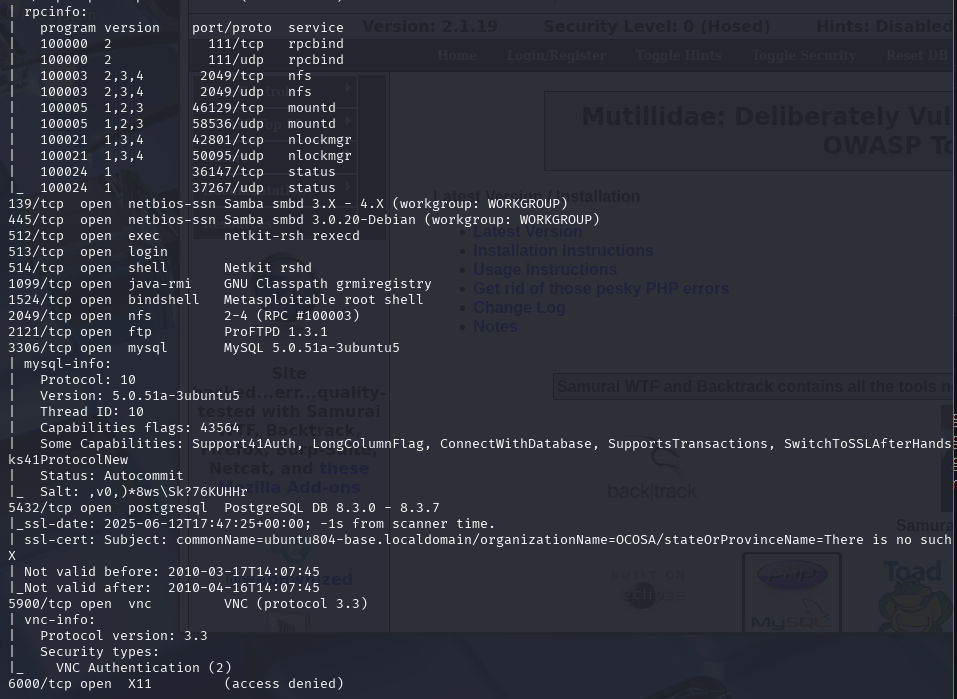 | rpcinfo:
|   program version    port/proto  service
|   100000  2            111/tcp   rpcbind
|   100000  2            111/udp   rpcbind
|   100003  2,3,4       2049/tcp   nfs
|   100003  2,3,4       2049/udp   nfs
|   100005  1,2,3      46129/tcp   mountd
|   100005  1,2,3      58536/udp   mountd
|   100021  1,3,4      42801/tcp   nlockmgr
|   100021  1,3,4      50095/udp   nlockmgr
|   100024  1          36147/tcp   status
|_  100024  1          37267/udp   status
139/tcp  open  netbios-ssn Samba smbd 3.X - 4.X (workgroup: WORKGROUP)
445/tcp  open  netbios-ssn Samba smbd 3.0.20-Debian (workgroup: WORKGROUP)
512/tcp  open  exec        netkit-rsh rexecd
513/tcp  open  login
514/tcp  open  shell       Netkit rshd
1099/tcp open  java-rmi    GNU Classpath grmiregistry
1524/tcp open  bindshell   Metasploitable root shell
2049/tcp open  nfs         2-4 (RPC #100003)
2121/tcp open  ftp         ProFTPD 1.3.1
3306/tcp open  mysql       MySQL 5.0.51a-3ubuntu5
| mysql-info:
|   Protocol: 10
|   Version: 5.0.51a-3ubuntu5
|   Thread ID: 10
|   Capabilities flags: 43564
|   Some Capabilities: Support41Auth, LongColumnFlag, ConnectWithDatabase, SupportsTransactions, SwitchToSSLAfterHands
ks41ProtocolNew
|   Status: Autocommit
|_  Salt: ,v0,)*8ws\Sk?76KUHHr
5432/tcp open  postgresql  PostgreSQL DB 8.3.0 - 8.3.7
|_ssl-date: 2025-06-12T17:47:25+00:00; -1s from scanner time.
| ssl-cert: Subject: commonName=ubuntu804-base.localdomain/organizationName=OCOSA/stateOrProvinceName=There is no such
X
| Not valid before: 2010-03-17T14:07:45
|_Not valid after:  2010-04-16T14:07:45
5900/tcp open  vnc         VNC (protocol 3.3)
| vnc-info:
|   Protocol version: 3.3
|   Security types:
|_    VNC Authentication (2)
6000/tcp open  X11         (access denied)
Version: 2.1.19 Security Level: 0 (Hosed) Hints: Disabled
Home Login/Register Toggle Hints Toggle Security Reset DB
Mutillidae: Deliberately Vul
OWASP To
Latest Version / Installation
Latest Version
Installation Instructions
Usage Instructions
Get rid of those pesky PHP errors
Change Log
Notes
Site
hacked...err...quality-
tested with Samurai
WTF, Backtrack,
Firefox, Burp-Suite,
Netcat, and these
Mozilla Add-ons
Samurai WTF and Backtrack contains all the tools n
back|track
Samura
BUILT ON
eclipse
PHP
MySQL
Toad